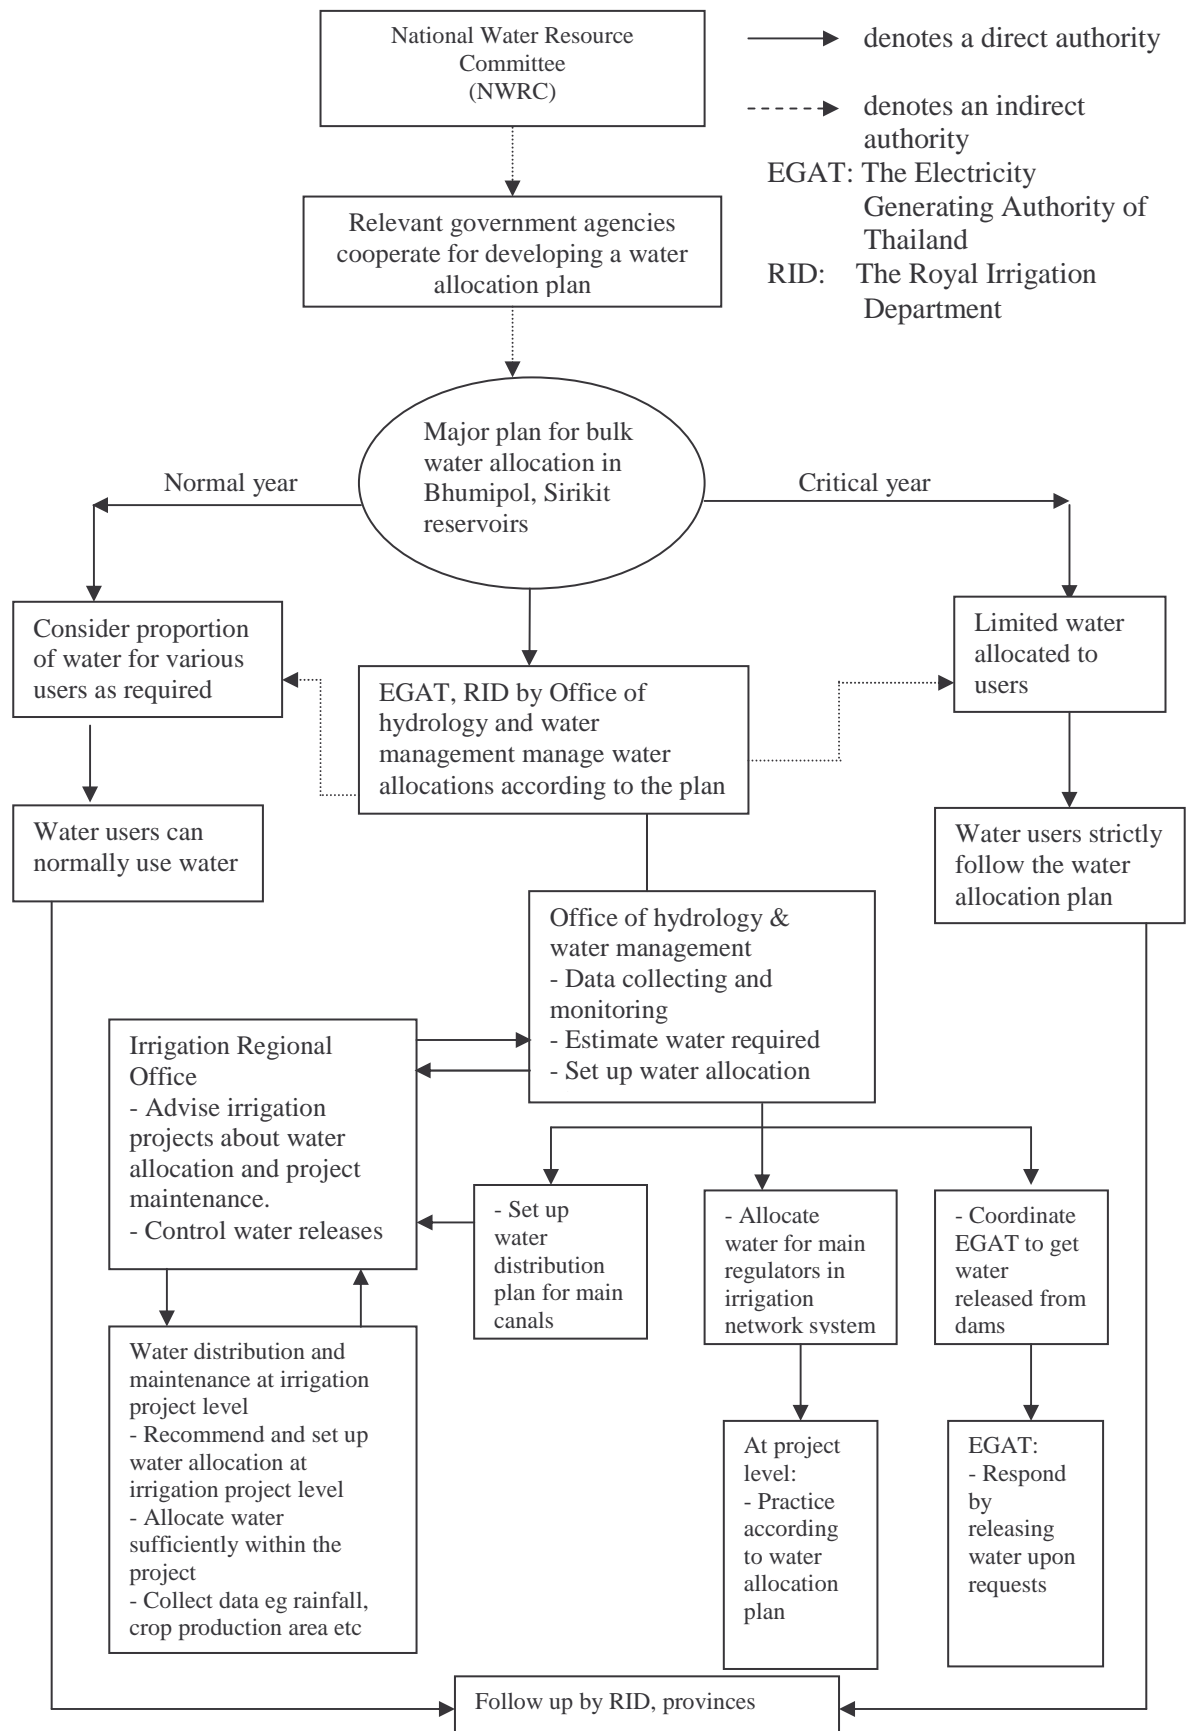 National Water Resource
Committee
(NWRC)
denotes a direct authority
denotes an indirect
authority
EGAT: The Electricity
Generating Authority of
Thailand
RID: The Royal Irrigation
Department
Relevant government agencies
cooperate for developing a water
allocation plan
Major plan for bulk
water allocation in
Bhumipol, Sirikit
reservoirs
Normal year
Critical year
Consider proportion
of water for various
users as required
EGAT, RID by Office of
hydrology and water
management manage water
allocations according to the plan
Limited water
allocated to
users
Water users can
normally use water
Water users strictly
follow the water
allocation plan
Office of hydrology &
water management
- Data collecting and
monitoring
- Estimate water required
- Set up water allocation
Irrigation Regional
Office
- Advise irrigation
projects about water
allocation and project
maintenance.
- Control water releases
- Set up
water
distribution
plan for main
canals
- Allocate
water for main
regulators in
irrigation
network system
- Coordinate
EGAT to get
water
released from
dams
Water distribution and
maintenance at irrigation
project level
- Recommend and set up
water allocation at
irrigation project level
- Allocate water
sufficiently within the
project
- Collect data eg rainfall,
crop production area etc
At project
level:
- Practice
according
to water
allocation
plan
EGAT:
- Respond
by
releasing
water upon
requests
Follow up by RID, provinces